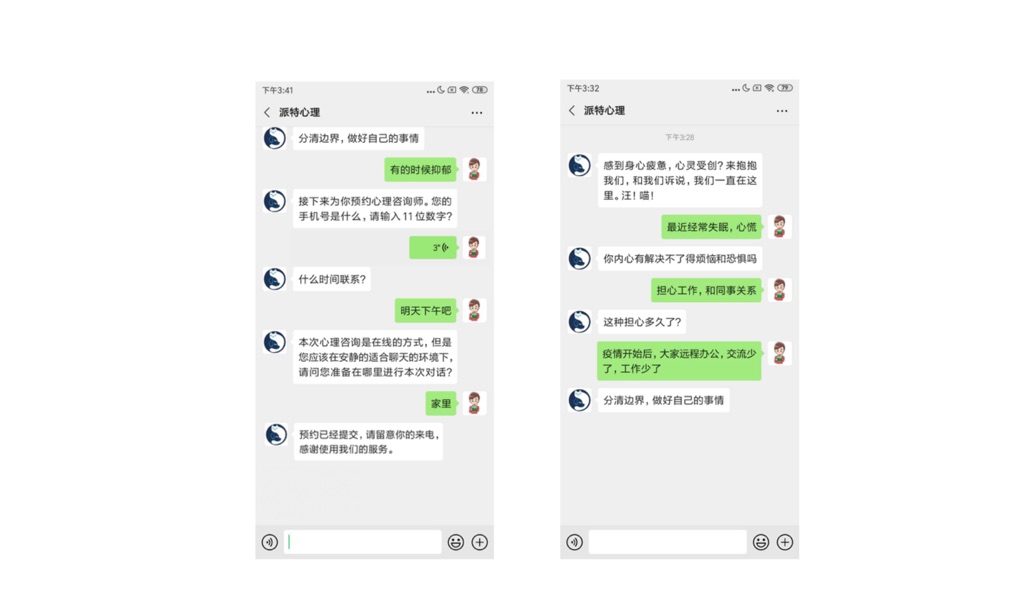 下午3:41
78
派特心理
分清边界，做好自己的事情
有的时候抑郁
接下来为你预约心理咨询师。您的
手机号是什么，请输入11位数字？
3"
什么时间联系？
明天下午吧
本次心理咨询是在线的方式，但是
您应该在安静的适合聊天的环境下，
请问您准备在哪里进行本次对话？
家里
预约已经提交，请留意你的来电，
感谢使用我们的服务。
下午3:32
79
派特心理
下午3:28
感到身心疲惫，心灵受创？来抱抱
我们，和我们诉说，我们一直在这
里。汪！喵！
最近经常失眠，心慌
你内心有解决不了得烦恼和恐惧吗
担心工作，和同事关系
这种担心多久了？
疫情开始后，大家远程办公，交流少
了，工作少了
分清边界，做好自己的事情